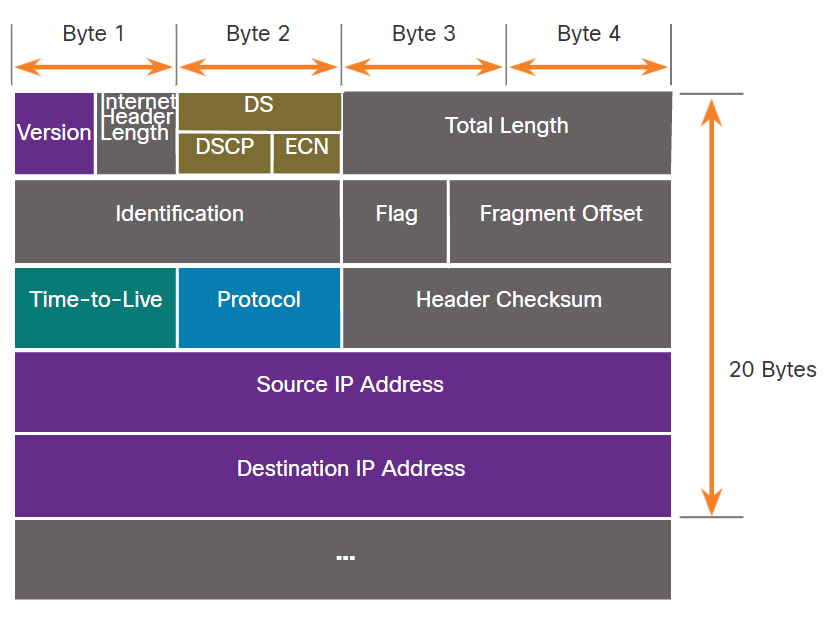 Byte 1 Byte 2 Byte 3 Byte 4
Version
Internet
Header
Length
DS
DSCP ECN
Total Length
Identification Flag Fragment Offset
Time-to-Live Protocol Header Checksum
Source IP Address
20 Bytes
Destination IP Address
...